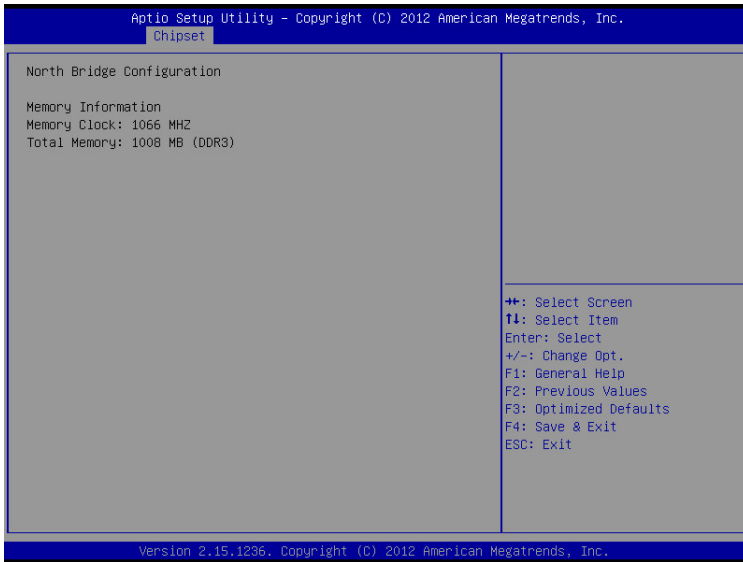 Aptio Setup Utility – Copyright (C) 2012 American Megatrends, Inc.
Chipset
North Bridge Configuration
Memory Information
Memory Clock: 1066 MHZ
Total Memory: 1008 MB (DDR3)
→←: Select Screen
↑↓: Select Item
Enter: Select
+/-: Change Opt.
F1: General Help
F2: Previous Values
F3: Optimized Defaults
F4: Save & Exit
ESC: Exit
Version 2.15.1236. Copyright (C) 2012 American Megatrends, Inc.